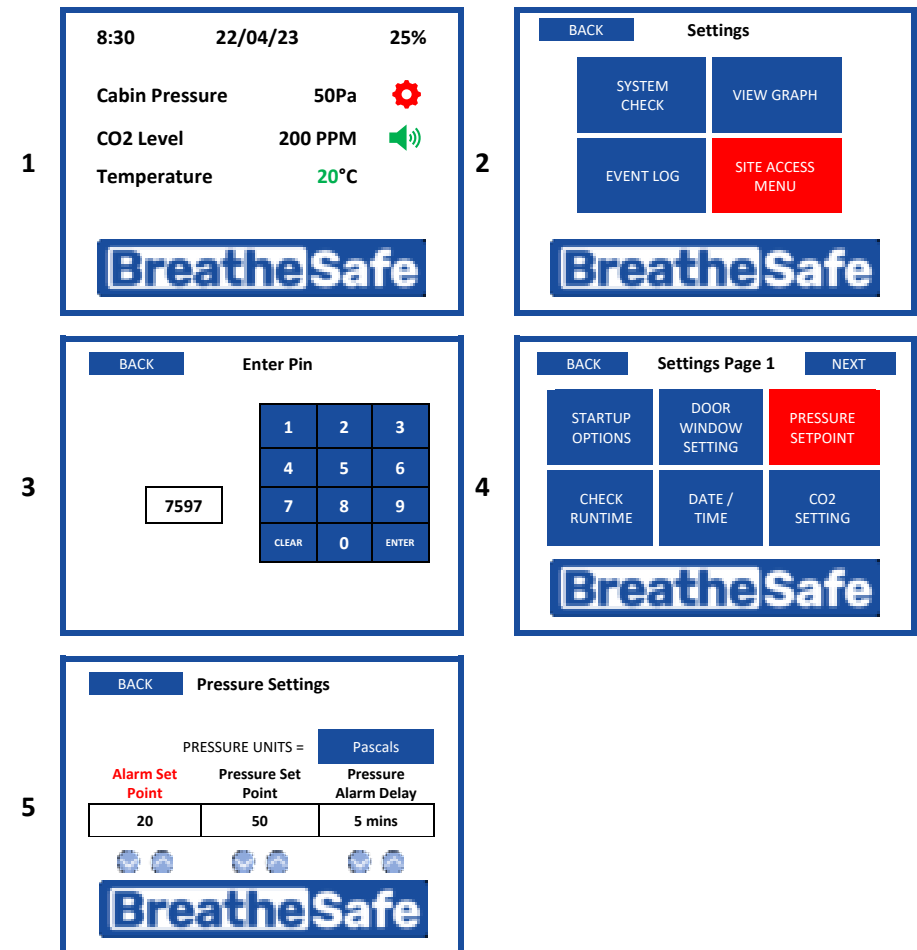 1
8:30 22/04/23 25%
Cabin Pressure 50Pa
CO2 Level 200 PPM
Temperature 20°C
BreatheSafe
2
BACK Settings
SYSTEM
CHECK
VIEW GRAPH
EVENT LOG
SITE ACCESS
MENU
BreatheSafe
3
BACK Enter Pin
7597
1 2 3
4 5 6
7 8 9
CLEAR 0 ENTER
4
BACK Settings Page 1 NEXT
STARTUP
OPTIONS
DOOR
WINDOW
SETTING
PRESSURE
SETPOINT
CHECK
RUNTIME
DATE /
TIME
CO2
SETTING
BreatheSafe
5
BACK Pressure Settings
PRESSURE UNITS = Pascals
Alarm Set
Point
Pressure Set
Point
Pressure
Alarm Delay
20 50 5 mins
BreatheSafe